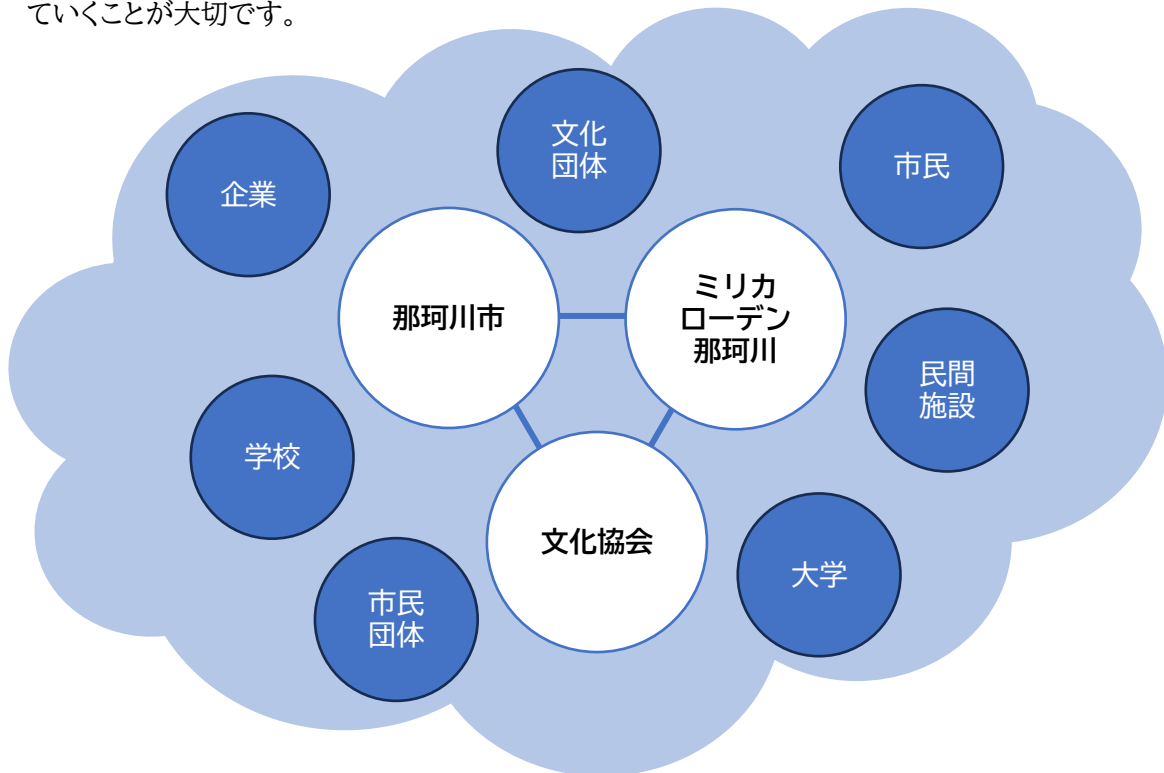 ていくことが大切です。
文化
団体
市民
企業
那珂川市
ミリカ
ローデン
那珂川
民間
施設
学校
文化協会
大学
市民
団体